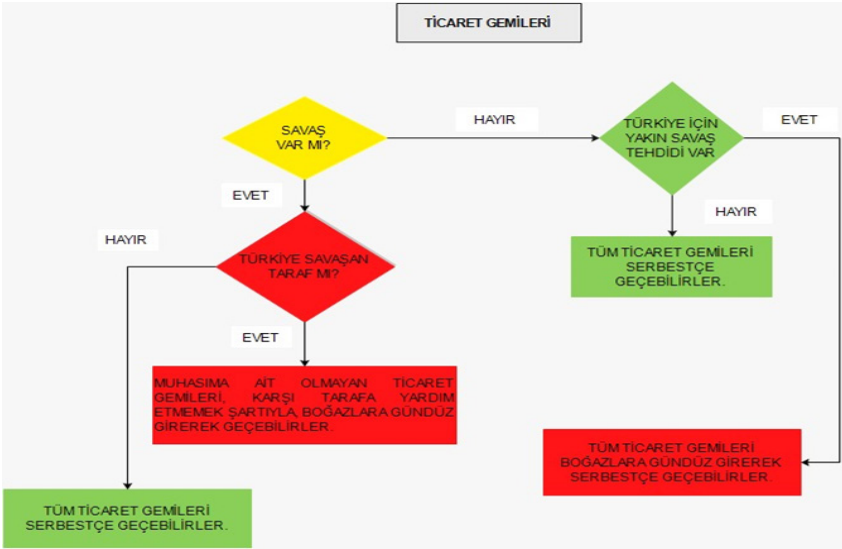 TİCARET GEMİLERİ
SAVAŞ
VAR MI?
HAYIR
TÜRKİYE İÇİN
YAKIN SAVAŞ
TEHDİDİ VAR
EVET
EVET
HAYIR
HAYIR
TÜRKİYE SAVAŞAN
TARAF MI?
TÜM TİCARET GEMİLERİ
SERBESTÇE
GEÇEBİLİRLER.
EVET
MUHASIMA AİT OLMAYAN TİCARET
GEMİLERİ, KARŞI TARAFA YARDIM
ETMEMEK ŞARTIYLA, BOĞAZLARA GÜNDÜZ
GİREREK GEÇEBİLİRLER.
TÜM TİCARET GEMİLERİ
BOĞAZLARA GÜNDÜZ GİREREK
SERBESTÇE GEÇEBİLİRLER.
TÜM TİCARET GEMİLERİ
SERBESTÇE GEÇEBİLİRLER.